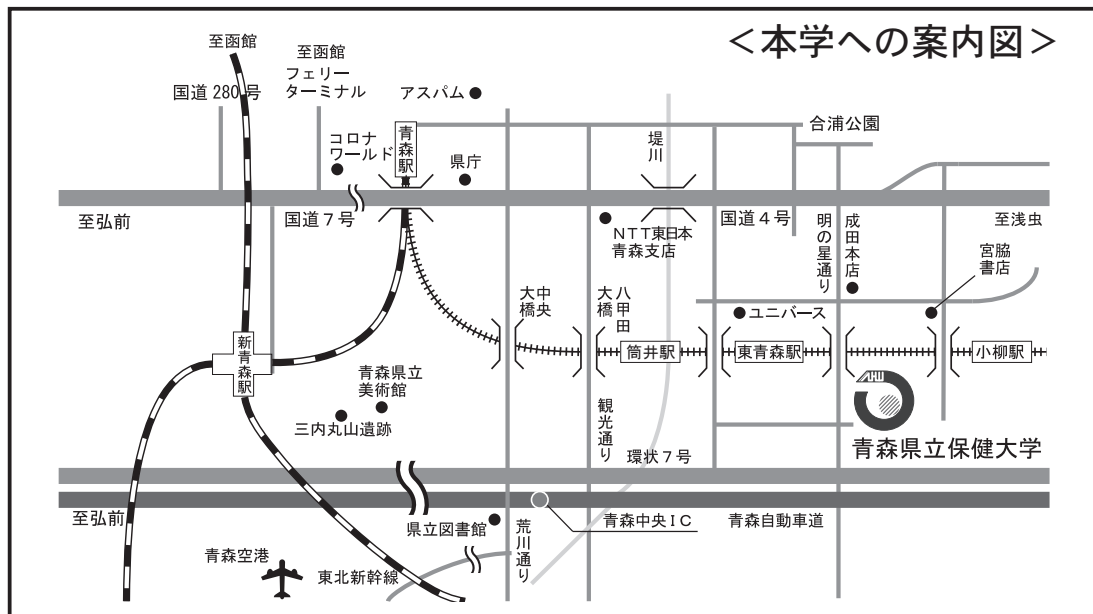 ＜本学への案内図＞
至函館
至函館
フェリー
ターミナル
国道280号
アスパム
コロナ
ワールド
青森駅
県庁
堤川
合浦公園
至弘前
国道７号
ＮＴＴ東日本
青森支店
国道４号
明の星通り
成田本店
至浅虫
宮脇
書店
中央
大橋
八甲田
大橋
ユニバース
新青森駅
筒井駅
東青森駅
小柳駅
青森県立
美術館
三内丸山遺跡
観光通り
AHU
青森県立保健大学
環状７号
至弘前
県立図書館
荒川通り
青森中央ＩＣ
青森自動車道
青森空港
東北新幹線